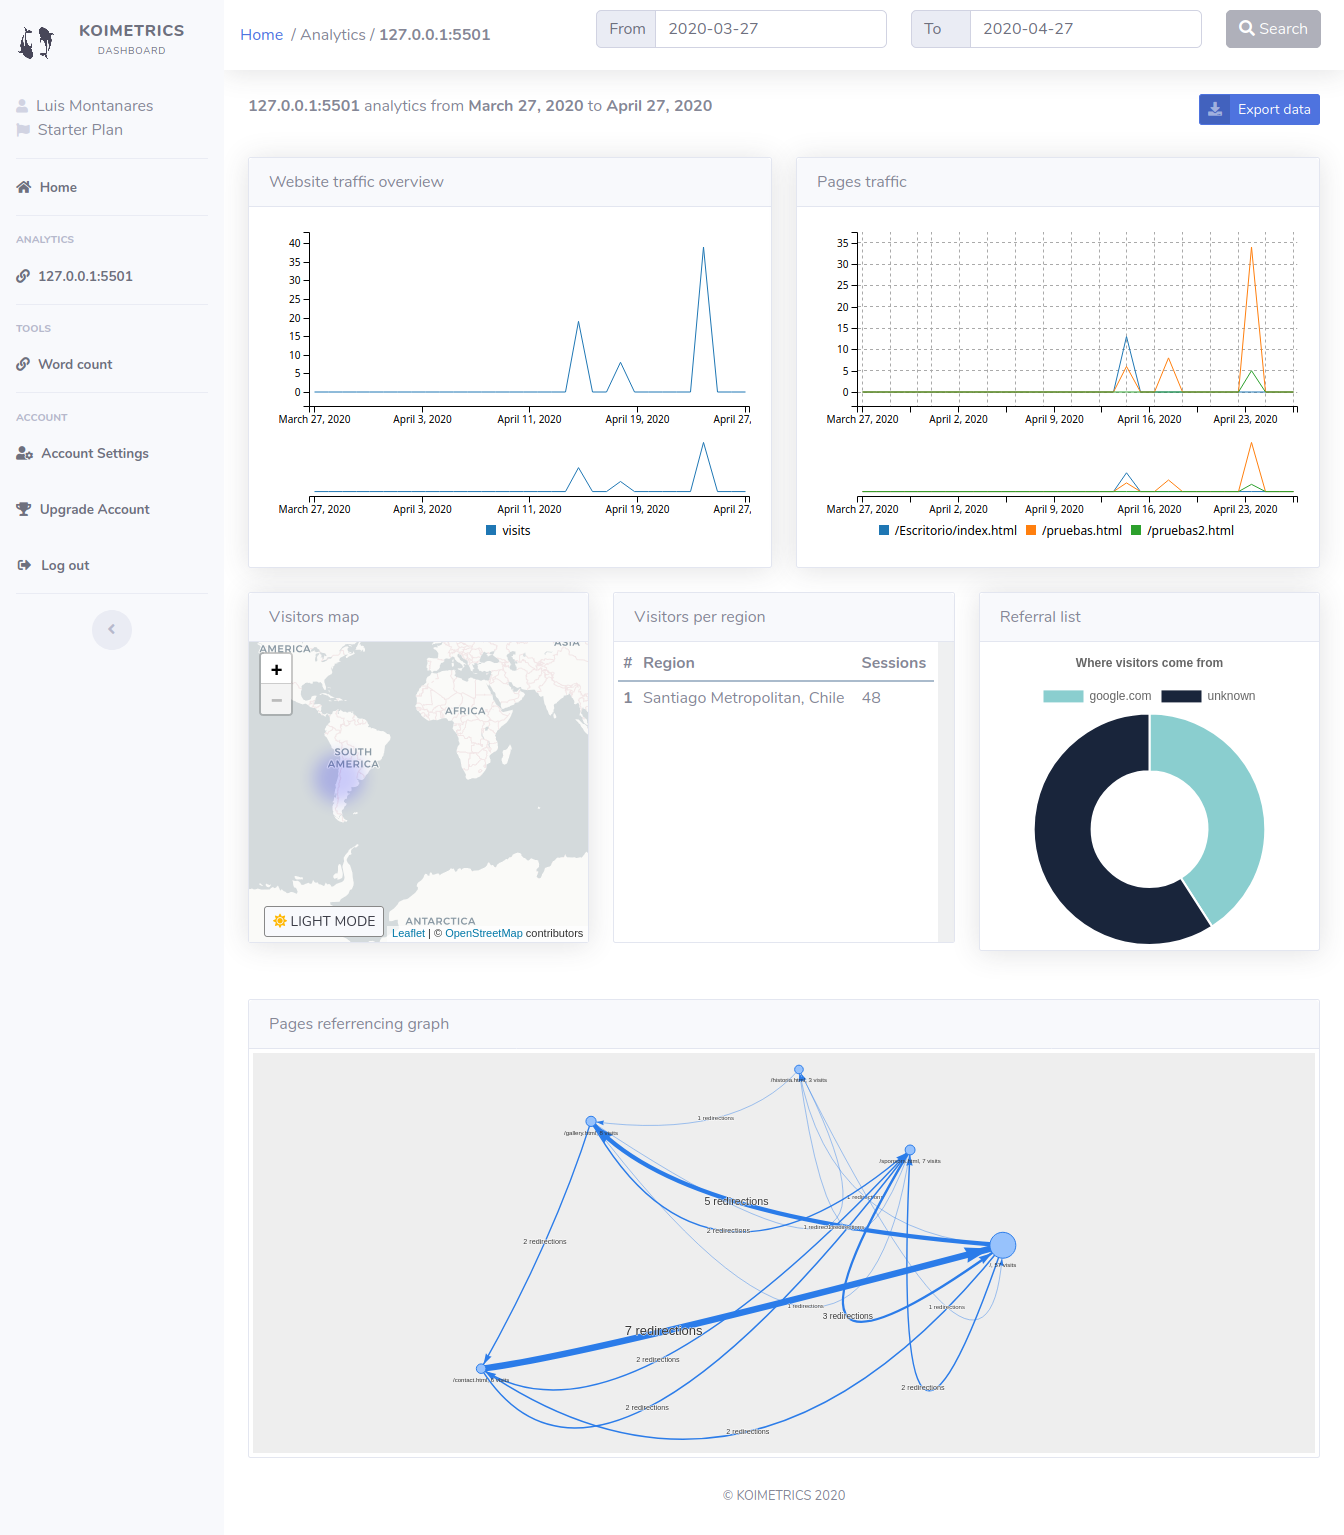 KOIMETRICS
DASHBOARD
Luis Montanares
Starter Plan
Home
ANALYTICS
127.0.0.1:5501
TOOLS
Word count
ACCOUNT
Account Settings
Upgrade Account
Log out
Home / Analytics / 127.0.0.1:5501
From 2020-03-27
To 2020-04-27
Search
127.0.0.1:5501 analytics from March 27, 2020 to April 27, 2020
Export data
Website traffic overview
40
35
30
25
20
15
10
5
0
March 27, 2020 April 3, 2020 April 11, 2020 April 19, 2020 April 27,
March 27, 2020 April 3, 2020 April 11, 2020 April 19, 2020 April 27,
visits
Pages traffic
35
30
25
20
15
10
5
0
March 27, 2020 April 2, 2020 April 9, 2020 April 16, 2020 April 23, 2020
March 27, 2020 April 2, 2020 April 9, 2020 April 16, 2020 April 23, 2020
/Escritorio/index.html /pruebas.html /pruebas2.html
Visitors map
AMERICA
ASIA
+
−
AFRICA
SOUTH
AMERICA
ANTARCTICA
LIGHT MODE
Leaflet | © OpenStreetMap contributors
Visitors per region
# Region Sessions
1 Santiago Metropolitan, Chile 48
Referral list
Where visitors come from
google.com unknown
Pages referrencing graph
/historia.html, 3 visits
1 redirections
/gallery.html, visits
/sponsors.html, 7 visits
1 redirections
5 redirections
1 redirections
2 redirections
2 redirections
/, visits
1 redirections
1 redirections
3 redirections
7 redirections
2 redirections
/contact.html, visits
2 redirections
2 redirections
2 redirections
© KOIMETRICS 2020